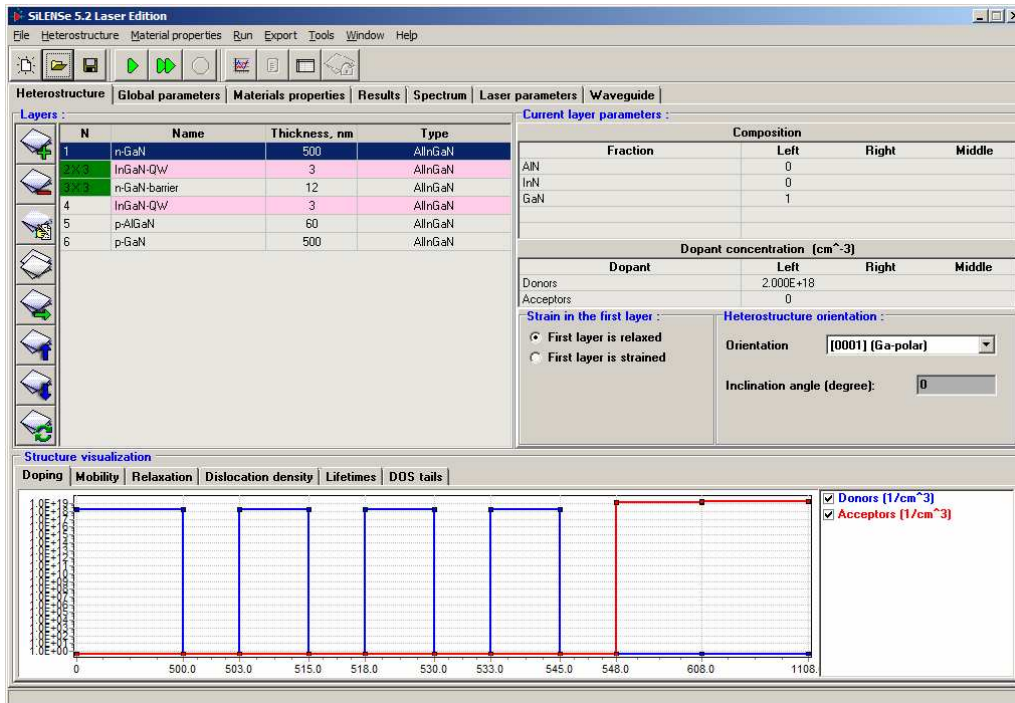 SiLENSe 5.2 Laser Edition
File Heterostructure Material properties Run Export Tools Window Help
Heterostructure Global parameters Materials properties Results Spectrum Laser parameters Waveguide
Layers :
N Name Thickness, nm Type
1 n-GaN 500 AlInGaN
2 X 3 InGaN-QW 3 AlInGaN
3 X 3 n-GaN-barrier 12 AlInGaN
4 InGaN-QW 3 AlInGaN
5 p-AlGaN 60 AlInGaN
6 p-GaN 500 AlInGaN
Current layer parameters :
Composition
Fraction Left Right Middle
AlN 0
InN 0
GaN 1
Dopant concentration (cm^-3)
Dopant Left Right Middle
Donors 2.000E+18
Acceptors 0
Strain in the first layer :
First layer is relaxed
First layer is strained
Heterostructure orientation :
Orientation [0001] (Ga-polar)
Inclination angle (degree): 0
Structure visualization
Doping Mobility Relaxation Dislocation density Lifetimes DOS tails
1.0E+19
1.0E+00
0 500.0 503.0 515.0 518.0 530.0 533.0 545.0 548.0 608.0 1108.
Donors (1/cm^3)
Acceptors (1/cm^3)